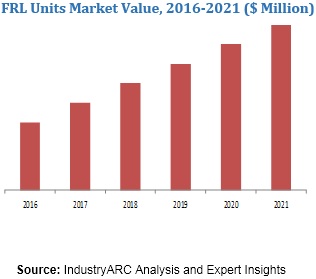 FRL Units Market Value, 2016-2021 ($ Million)
2016 2017 2018 2019 2020 2021
Source: IndustryARC Analysis and Expert Insights